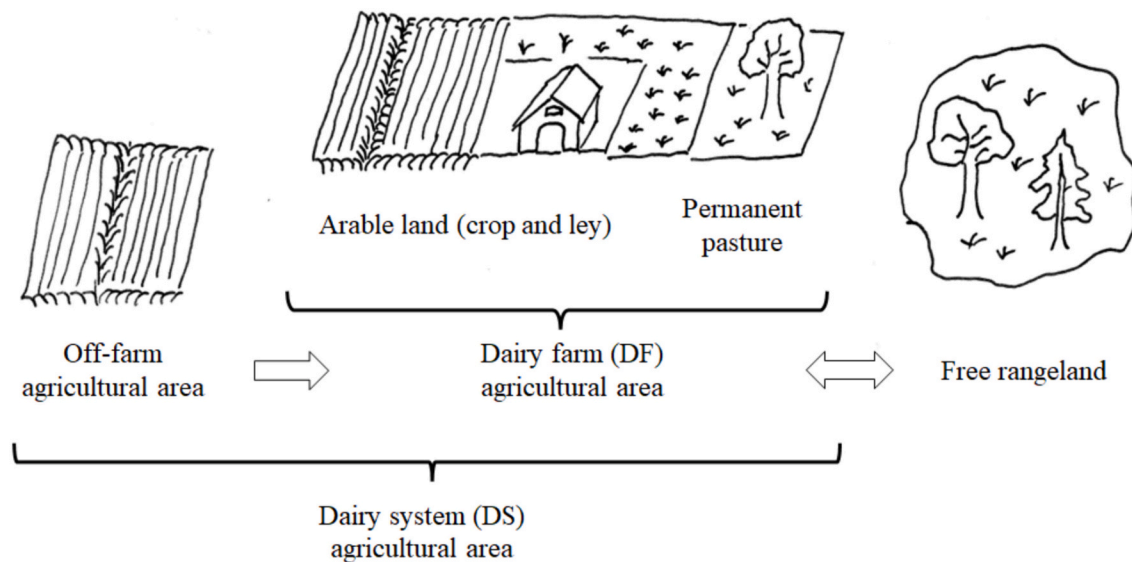 Arable land (crop and ley)
Permanent
pasture
Off-farm
agricultural area
Dairy farm (DF)
agricultural area
Free rangeland
Dairy system (DS)
agricultural area